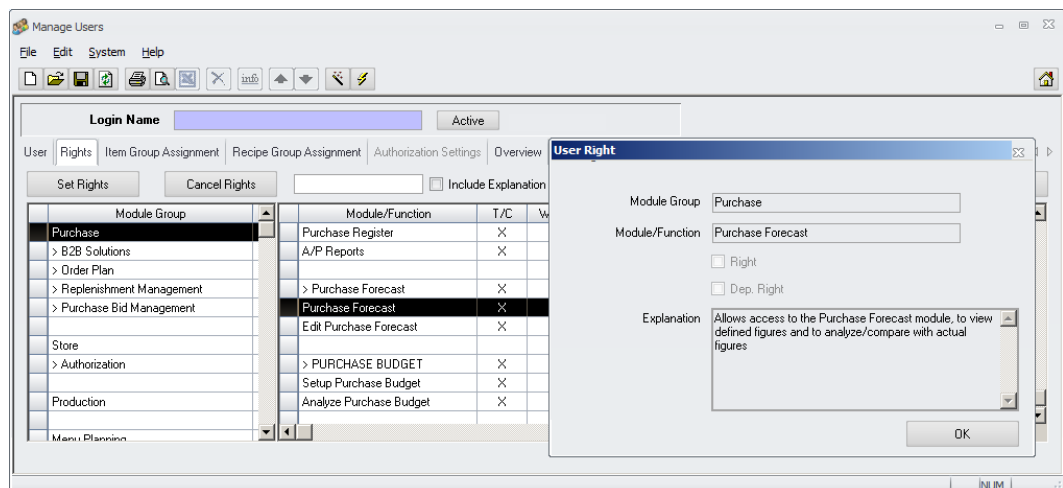 Manage Users
File Edit System Help
info
Login Name Active
User Rights Item Group Assignment Recipe Group Assignment Authorization Settings Overview
Set Rights Cancel Rights Include Explanation
Module Group
Purchase
> B2B Solutions
> Order Plan
> Replenishment Management
> Purchase Bid Management
Store
> Authorization
Production
Menu Planning
Module/Function T/C W
Purchase Register X
A/P Reports X
> Purchase Forecast X
Purchase Forecast X
Edit Purchase Forecast X
> PURCHASE BUDGET X
Setup Purchase Budget X
Analyze Purchase Budget X
User Right
Module Group Purchase
Module/Function Purchase Forecast
Right
Dep. Right
Explanation Allows access to the Purchase Forecast module, to view
defined figures and to analyze/compare with actual
figures
OK
NUM